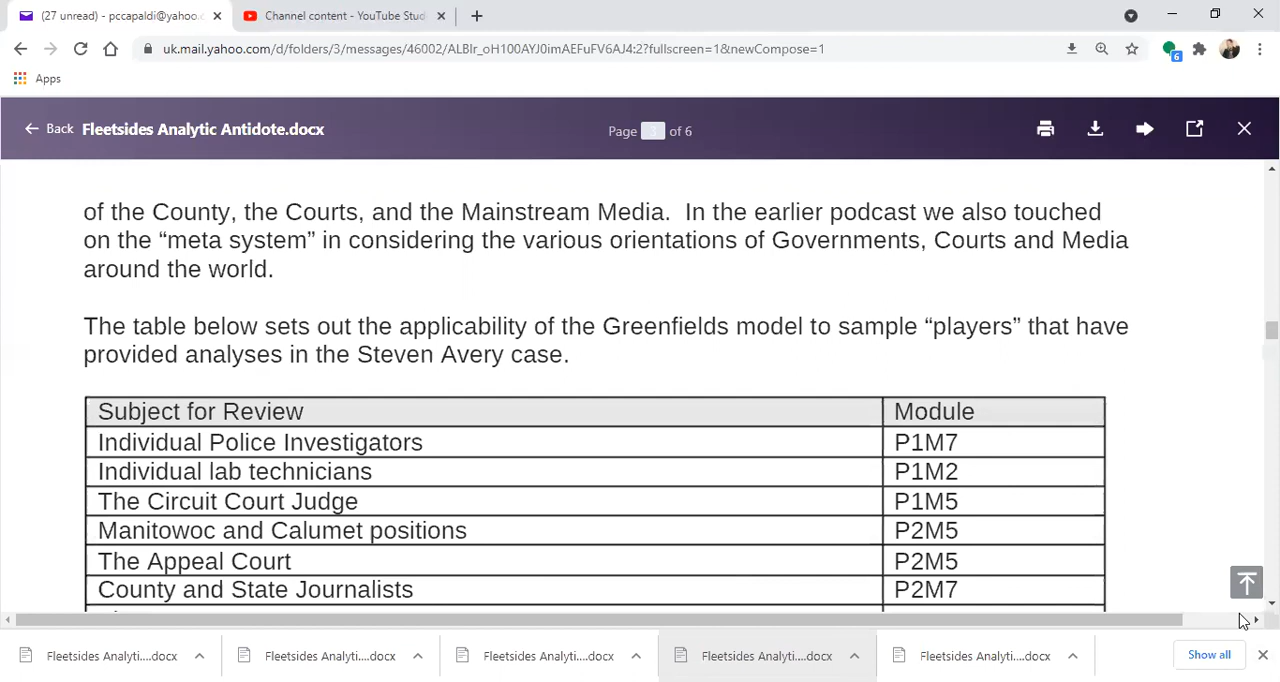 (27 unread) - pccapaldi@yahoo.c
Channel content - YouTube Stud
uk.mail.yahoo.com/d/folders/3/messages/46002/ALBlr_oH100AYJ0imAEFuFV6AJ4:2?fullscreen=1&newCompose=1
6
Apps
Back Fleetsides Analytic Antidote.docx Page 3 of 6
of the County, the Courts, and the Mainstream Media. In the earlier podcast we also touched
on the “meta system” in considering the various orientations of Governments, Courts and Media
around the world.
The table below sets out the applicability of the Greenfields model to sample “players” that have
provided analyses in the Steven Avery case.
Subject for Review Module
Individual Police Investigators P1M7
Individual lab technicians P1M2
The Circuit Court Judge P1M5
Manitowoc and Calumet positions P2M5
The Appeal Court P2M5
County and State Journalists P2M7
Fleetsides Analyti....docx Fleetsides Analyti....docx Fleetsides Analyti....docx Fleetsides Analyti....docx Fleetsides Analyti....docx Show all